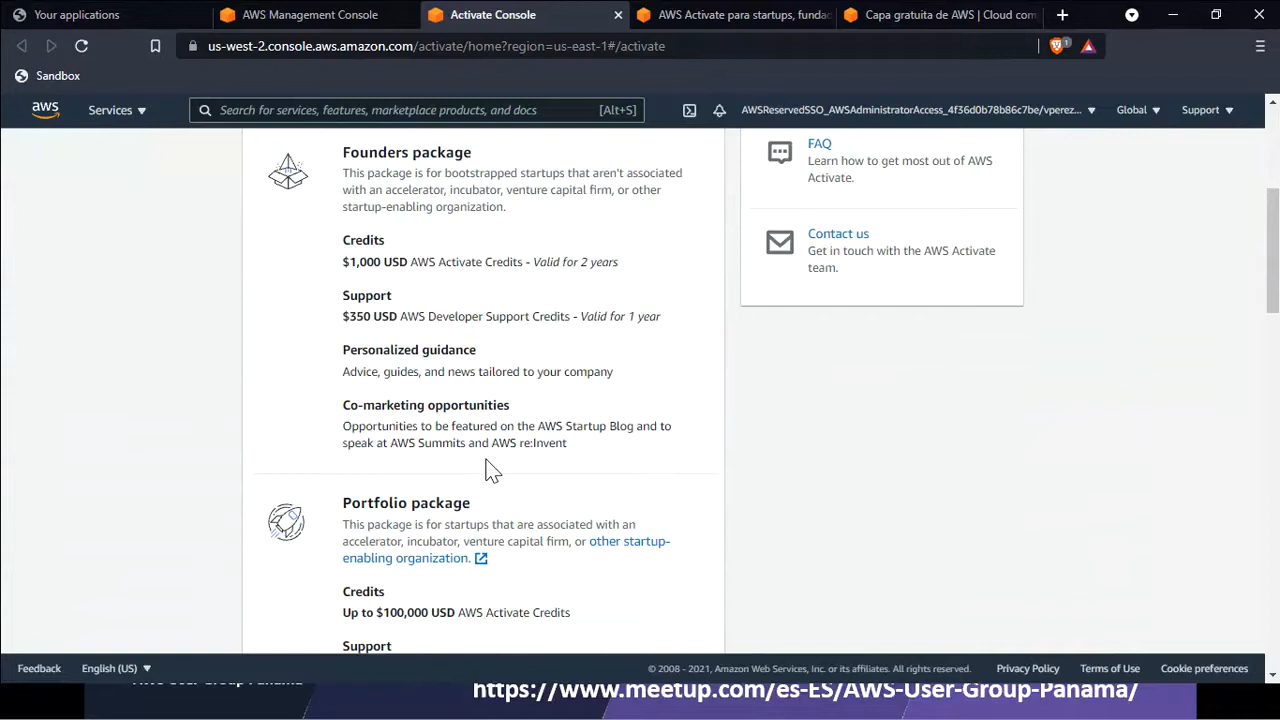 Your applications
AWS Management Console
Activate Console
AWS Activate para startups, funda
Capa gratuita de AWS | Cloud com
us-west-2.console.aws.amazon.com/activate/home?region=us-east-1#/activate
1
Sandbox
aws
Services
Search for services, features, marketplace products, and docs
[Alt+S]
AWSReservedSSO_AWSAdministratorAccess_4f36d0b78b86c7be/vperez...
Global
Support
Founders package
This package is for bootstrapped startups that aren't associated
with an accelerator, incubator, venture capital firm, or other
startup-enabling organization.
Credits
$1,000 USD AWS Activate Credits - Valid for 2 years
Support
$350 USD AWS Developer Support Credits - Valid for 1 year
Personalized guidance
Advice, guides, and news tailored to your company
Co-marketing opportunities
Opportunities to be featured on the AWS Startup Blog and to
speak at AWS Summits and AWS re:Invent
Portfolio package
This package is for startups that are associated with an
accelerator, incubator, venture capital firm, or other startup-
enabling organization.
Credits
Up to $100,000 USD AWS Activate Credits
Support
FAQ
Learn how to get most out of AWS
Activate.
Contact us
Get in touch with the AWS Activate
team.
Feedback
English (US)
© 2008 - 2021, Amazon Web Services, Inc. or its affiliates. All rights reserved.
Privacy Policy
Terms of Use
Cookie preferences
AWS User Group Panama
https://www.meetup.com/es-ES/AWS-User-Group-Panama/